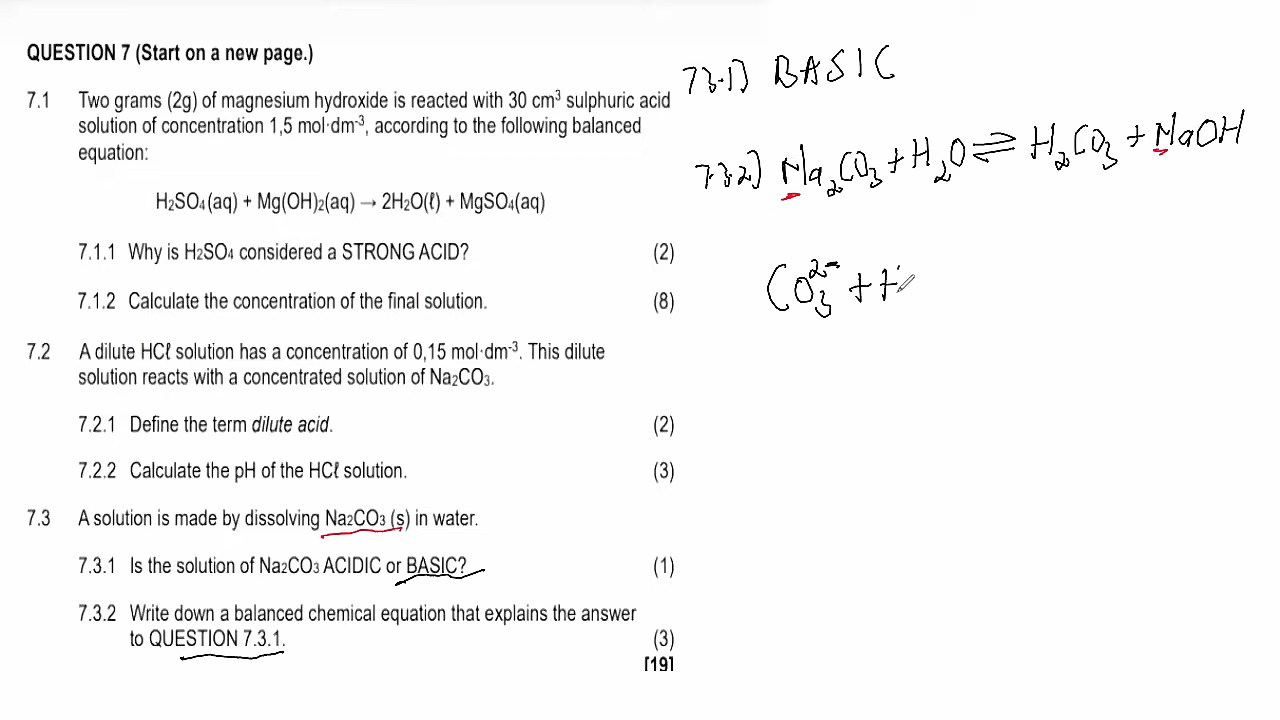 QUESTION 7 (Start on a new page.)
7.1 Two grams (2g) of magnesium hydroxide is reacted with 30 cm³ sulphuric acid
solution of concentration 1,5 mol·dm⁻³, according to the following balanced
equation:
H₂SO₄(aq) + Mg(OH)₂(aq) → 2H₂O(ℓ) + MgSO₄(aq)
7.1.1 Why is H₂SO₄ considered a STRONG ACID? (2)
7.1.2 Calculate the concentration of the final solution. (8)
7.2 A dilute HCℓ solution has a concentration of 0,15 mol·dm⁻³. This dilute
solution reacts with a concentrated solution of Na₂CO₃.
7.2.1 Define the term dilute acid. (2)
7.2.2 Calculate the pH of the HCℓ solution. (3)
7.3 A solution is made by dissolving Na₂CO₃ (s) in water.
7.3.1 Is the solution of Na₂CO₃ ACIDIC or BASIC? (1)
7.3.2 Write down a balanced chemical equation that explains the answer
to QUESTION 7.3.1. (3)
[19]
7.3.1) BASIC
7.3.2) Na₂CO₃ + H₂O ⇌ H₂CO₃ + NaOH
CO₃²⁻ +